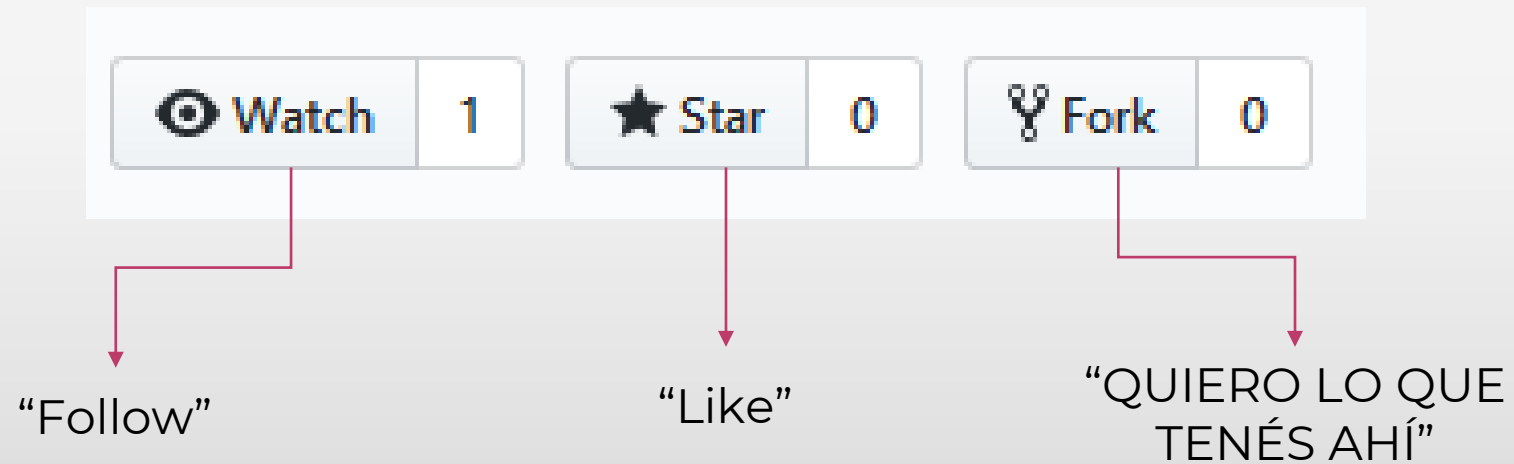 Watch 1 Star 0 Fork 0
“Follow”
“Like”
“QUIERO LO QUE
TENÉS AHÍ”